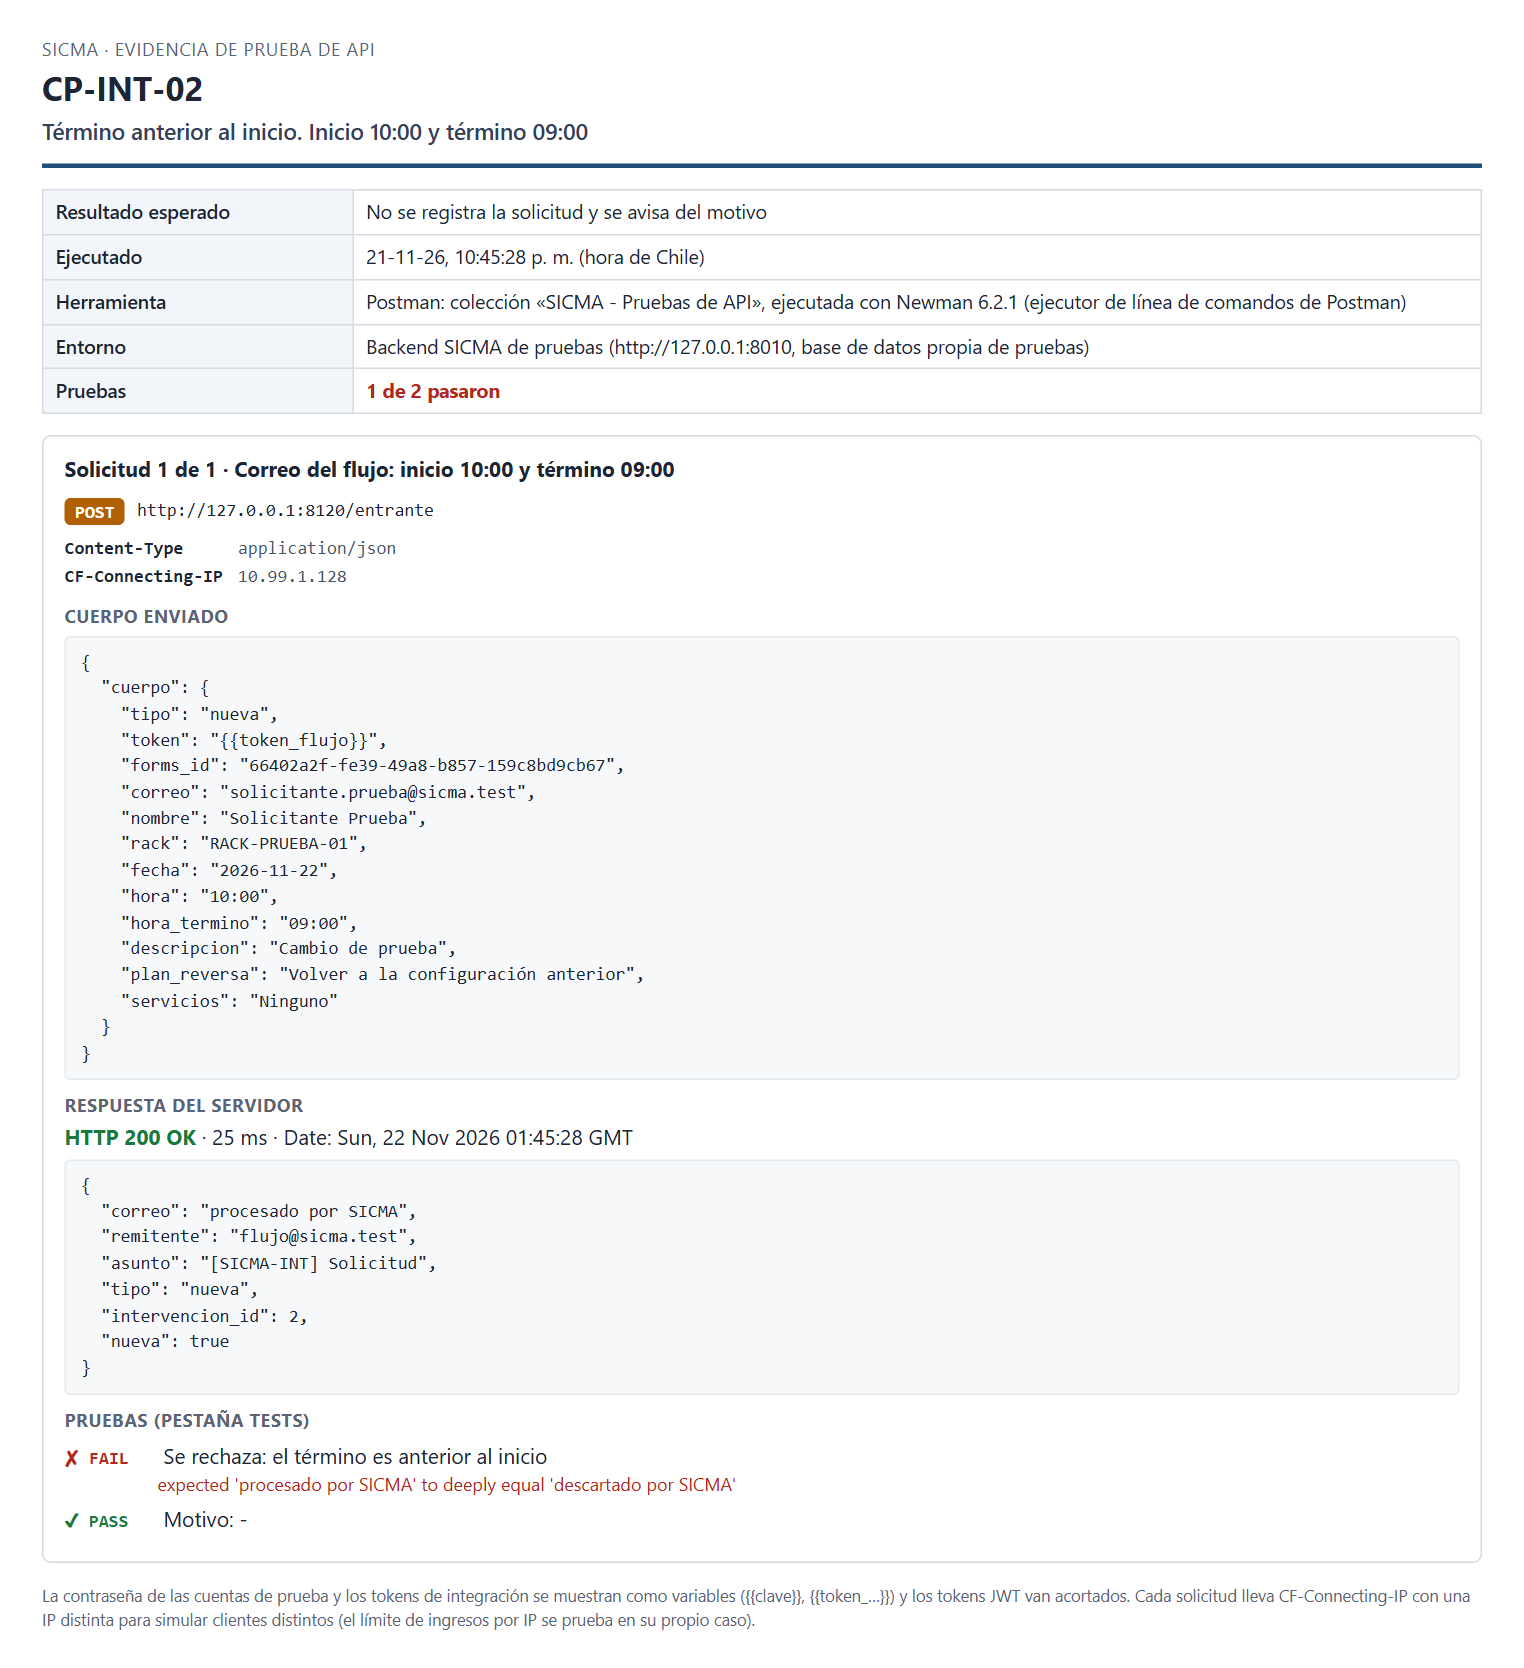 SICMA · EVIDENCIA DE PRUEBA DE API
CP-INT-02
Término anterior al inicio. Inicio 10:00 y término 09:00
Resultado esperado No se registra la solicitud y se avisa del motivo
Ejecutado 21-11-26, 10:45:28 p. m. (hora de Chile)
Herramienta Postman: colección «SICMA - Pruebas de API», ejecutada con Newman 6.2.1 (ejecutor de línea de comandos de Postman)
Entorno Backend SICMA de pruebas (http://127.0.0.1:8010, base de datos propia de pruebas)
Pruebas 1 de 2 pasaron
Solicitud 1 de 1 · Correo del flujo: inicio 10:00 y término 09:00
POST http://127.0.0.1:8120/entrante
Content-Type application/json
CF-Connecting-IP 10.99.1.128
CUERPO ENVIADO
{
  "cuerpo": {
    "tipo": "nueva",
    "token": "{{token_flujo}}",
    "forms_id": "66402a2f-fe39-49a8-b857-159c8bd9cb67",
    "correo": "solicitante.prueba@sicma.test",
    "nombre": "Solicitante Prueba",
    "rack": "RACK-PRUEBA-01",
    "fecha": "2026-11-22",
    "hora": "10:00",
    "hora_termino": "09:00",
    "descripcion": "Cambio de prueba",
    "plan_reversa": "Volver a la configuración anterior",
    "servicios": "Ninguno"
  }
}
RESPUESTA DEL SERVIDOR
HTTP 200 OK · 25 ms · Date: Sun, 22 Nov 2026 01:45:28 GMT
{
  "correo": "procesado por SICMA",
  "remitente": "flujo@sicma.test",
  "asunto": "[SICMA-INT] Solicitud",
  "tipo": "nueva",
  "intervencion_id": 2,
  "nueva": true
}
PRUEBAS (PESTAÑA TESTS)
✘ FAIL Se rechaza: el término es anterior al inicio
expected 'procesado por SICMA' to deeply equal 'descartado por SICMA'
✔ PASS Motivo: -
La contraseña de las cuentas de prueba y los tokens de integración se muestran como variables ({{clave}}, {{token_...}}) y los tokens JWT van acortados. Cada solicitud lleva CF-Connecting-IP con una
IP distinta para simular clientes distintos (el límite de ingresos por IP se prueba en su propio caso).